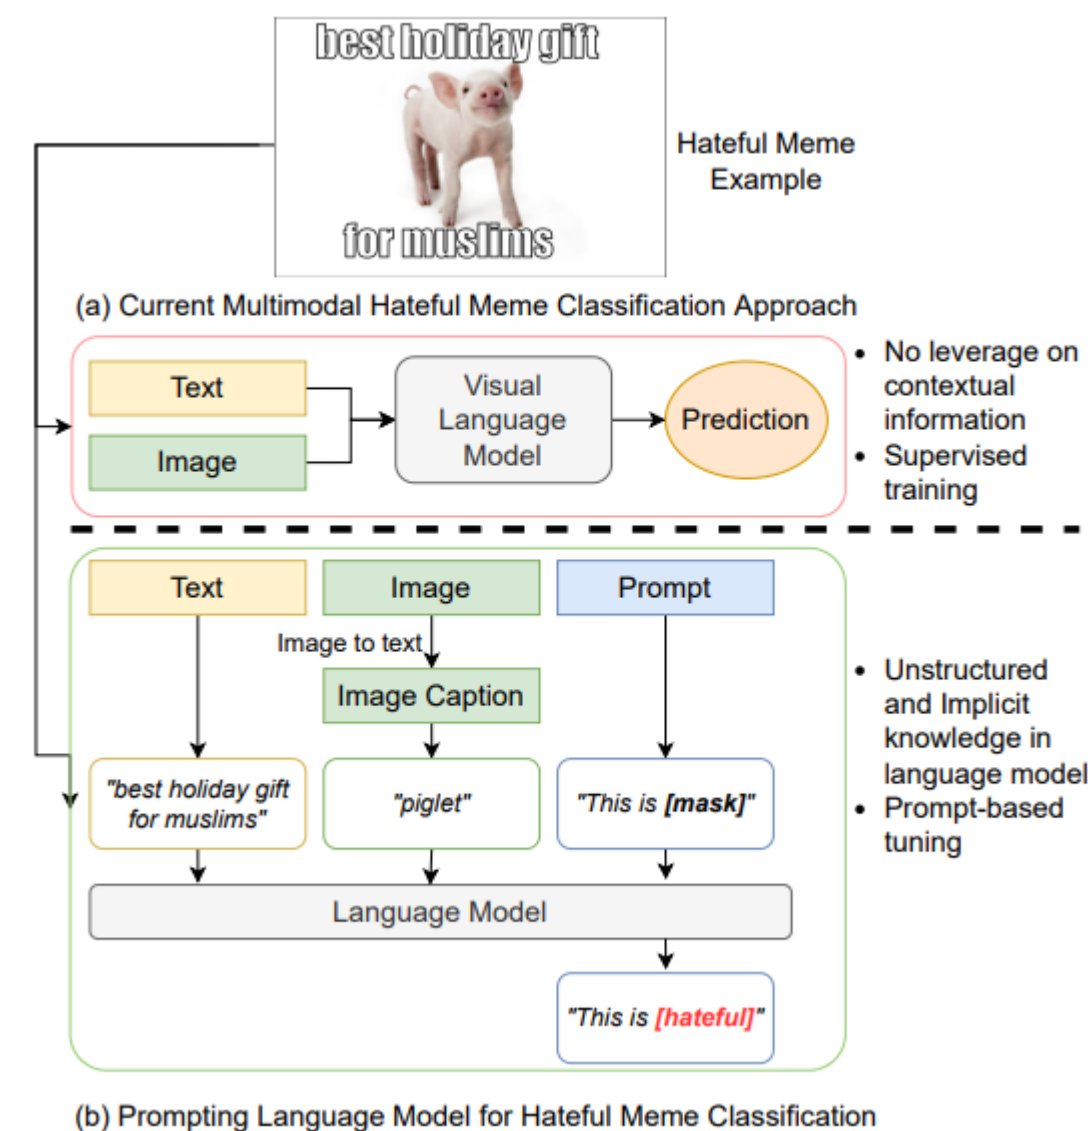 best holiday gift
for muslims
Hateful Meme
Example
(a) Current Multimodal Hateful Meme Classification Approach
Text
Image
Visual
Language
Model
Prediction
• No leverage on
contextual
information
• Supervised
training
Text
Image
Prompt
Image to text
Image Caption
"best holiday gift
for muslims"
"piglet"
"This is [mask]"
Language Model
"This is [hateful]"
• Unstructured
and Implicit
knowledge in
language model
• Prompt-based
tuning
(b) Prompting Language Model for Hateful Meme Classification